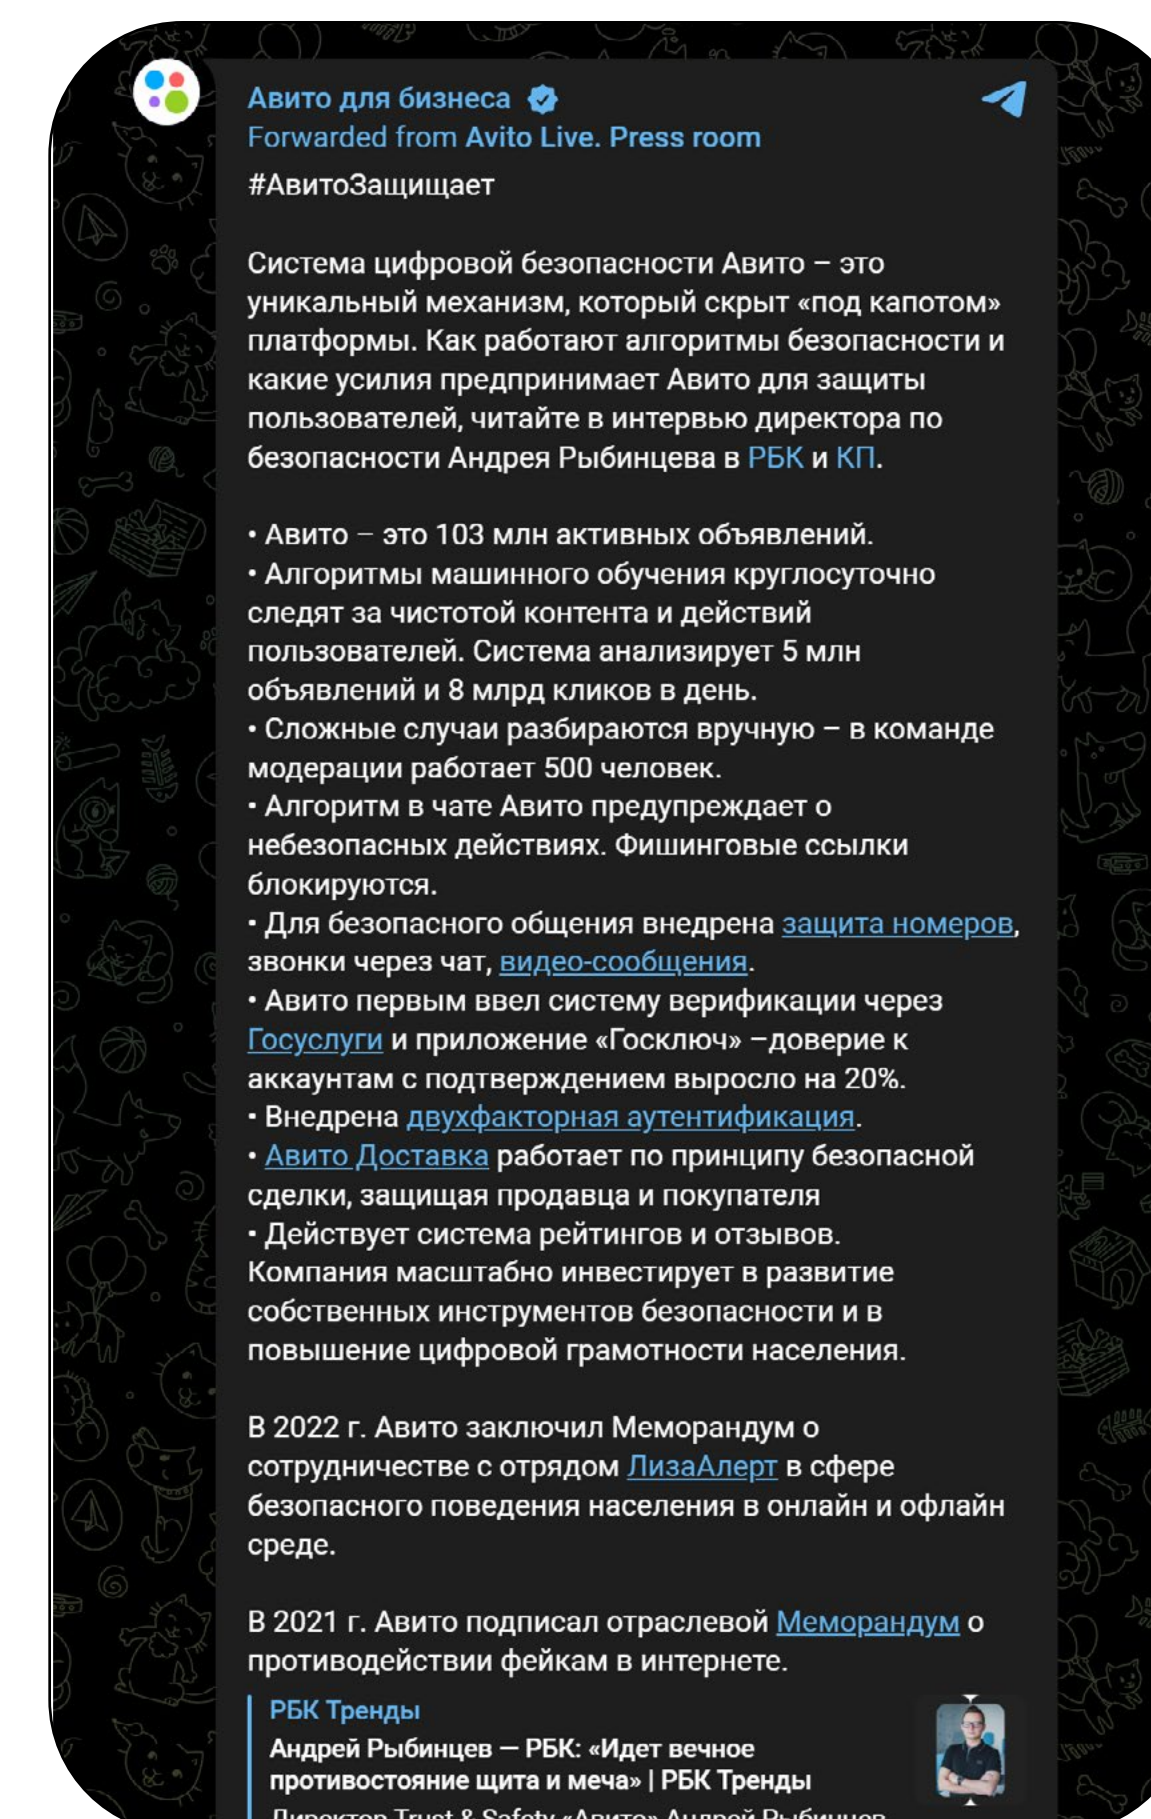 Авито для бизнеса
Forwarded from Avito Live. Press room
#АвитоЗащищает
Система цифровой безопасности Авито – это
уникальный механизм, который скрыт «под капотом»
платформы. Как работают алгоритмы безопасности и
какие усилия предпринимает Авито для защиты
пользователей, читайте в интервью директора по
безопасности Андрея Рыбинцева в РБК и КП.
• Авито – это 103 млн активных объявлений.
• Алгоритмы машинного обучения круглосуточно
следят за чистотой контента и действий
пользователей. Система анализирует 5 млн
объявлений и 8 млрд кликов в день.
• Сложные случаи разбираются вручную – в команде
модерации работает 500 человек.
• Алгоритм в чате Авито предупреждает о
небезопасных действиях. Фишинговые ссылки
блокируются.
• Для безопасного общения внедрена защита номеров,
звонки через чат, видео-сообщения.
• Авито первым ввел систему верификации через
Госуслуги и приложение «Госключ» –доверие к
аккаунтам с подтверждением выросло на 20%.
• Внедрена двухфакторная аутентификация.
• Авито Доставка работает по принципу безопасной
сделки, защищая продавца и покупателя
• Действует система рейтингов и отзывов.
Компания масштабно инвестирует в развитие
собственных инструментов безопасности и в
повышение цифровой грамотности населения.
В 2022 г. Авито заключил Меморандум о
сотрудничестве с отрядом ЛизаАлерт в сфере
безопасного поведения населения в онлайн и офлайн
среде.
В 2021 г. Авито подписал отраслевой Меморандум о
противодействии фейкам в интернете.
РБК Тренды
Андрей Рыбинцев — РБК: «Идет вечное
противостояние щита и меча» | РБК Тренды
Директор Trust & Safety «Авито» Андрей Рыбинцев